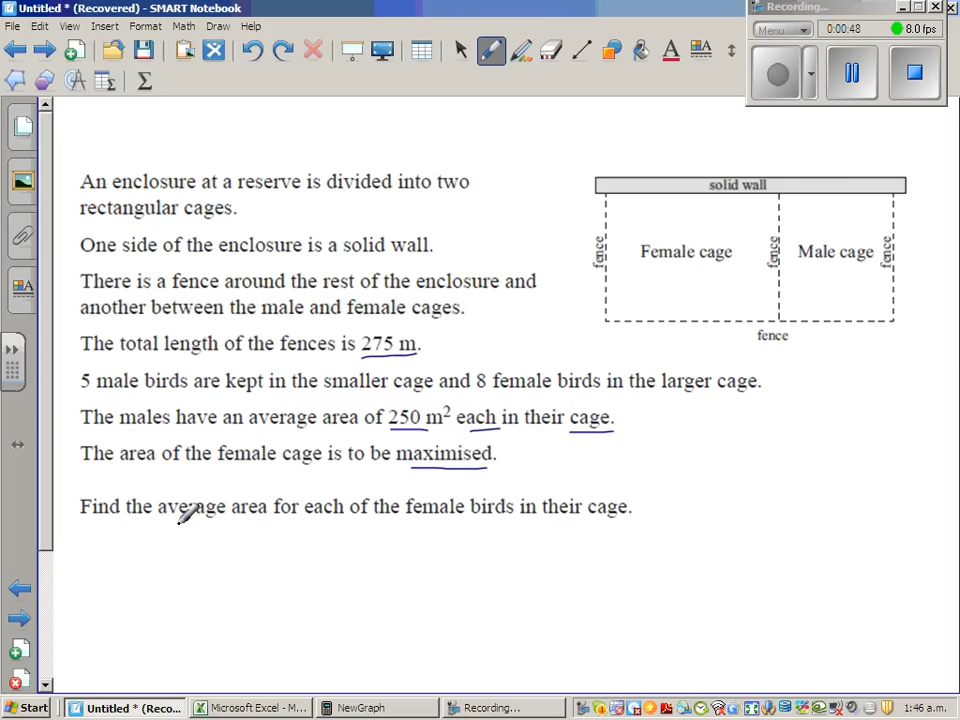 Untitled * (Recovered) - SMART Notebook
Recording...
File Edit View Insert Format Math Draw Help
Menu
0:00:48
8.0 fps
An enclosure at a reserve is divided into two
rectangular cages.
One side of the enclosure is a solid wall.
There is a fence around the rest of the enclosure and
another between the male and female cages.
The total length of the fences is 275 m.
5 male birds are kept in the smaller cage and 8 female birds in the larger cage.
The males have an average area of 250 m² each in their cage.
The area of the female cage is to be maximised.
Find the average area for each of the female birds in their cage.
solid wall
fence
Female cage
fence
Male cage
fence
fence
Start
Untitled * (Reco...
Microsoft Excel - M...
NewGraph
Recording...
1:46 a.m.